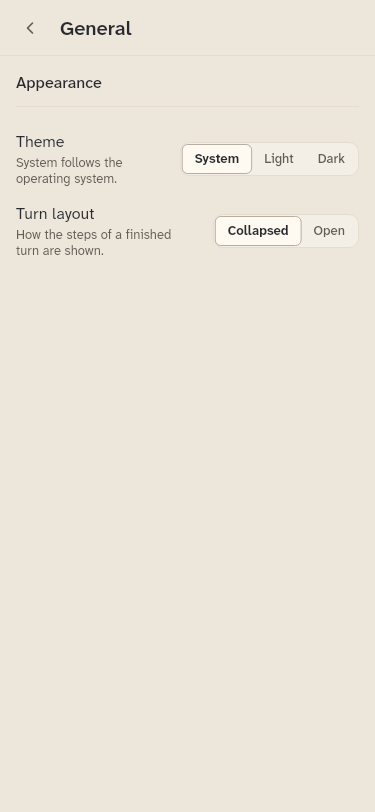 General
Appearance
Theme
System follows the
operating system.
System Light Dark
Turn layout
How the steps of a finished
turn are shown.
Collapsed Open